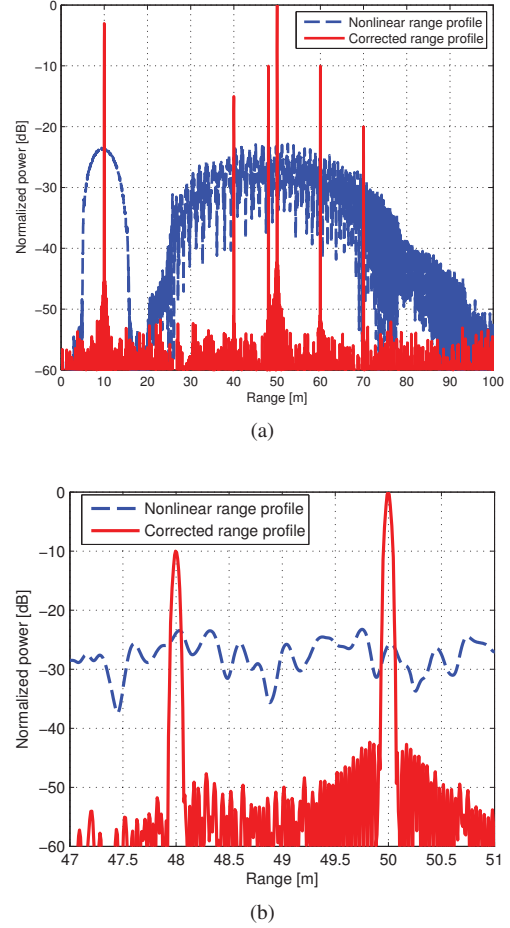 0
−10
−20
−30
−40
−50
−60
Normalized power [dB]
Nonlinear range profile
Corrected range profile
0 10 20 30 40 50 60 70 80 90 100
Range [m]
(a)
0
−10
−20
−30
−40
−50
−60
Normalized power [dB]
Nonlinear range profile
Corrected range profile
47 47.5 48 48.5 49 49.5 50 50.5 51
Range [m]
(b)